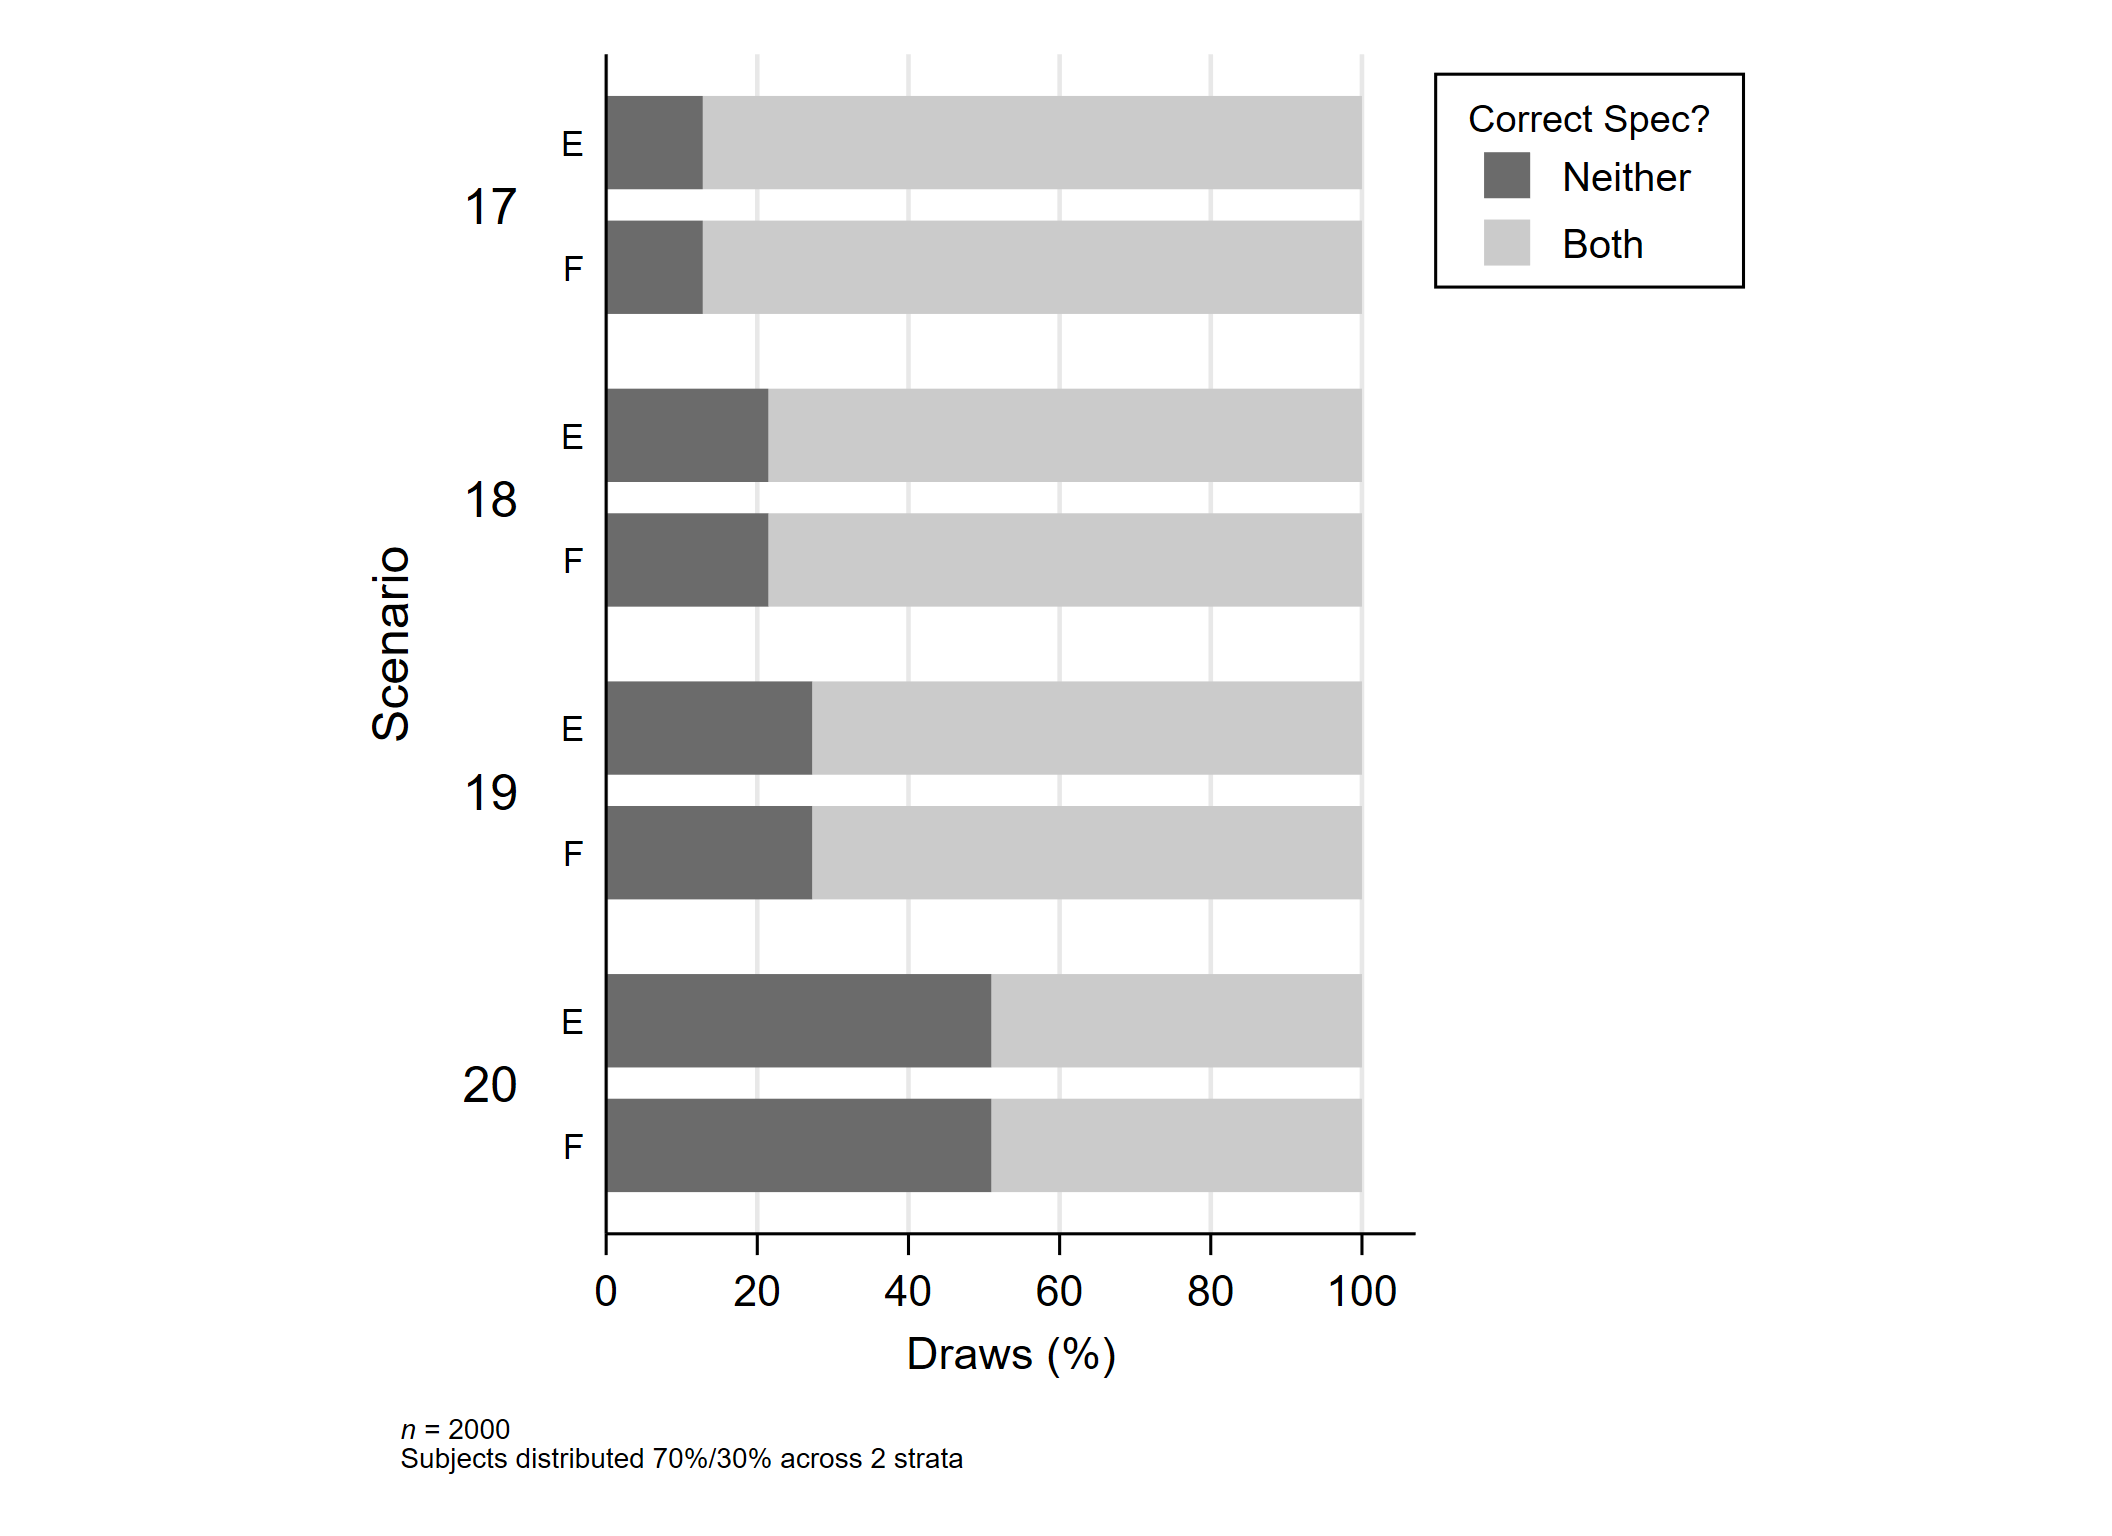 Correct Spec?
Neither
Both
Scenario
17
E
F
18
E
F
19
E
F
20
E
F
0 20 40 60 80 100
Draws (%)
n = 2000
Subjects distributed 70%/30% across 2 strata